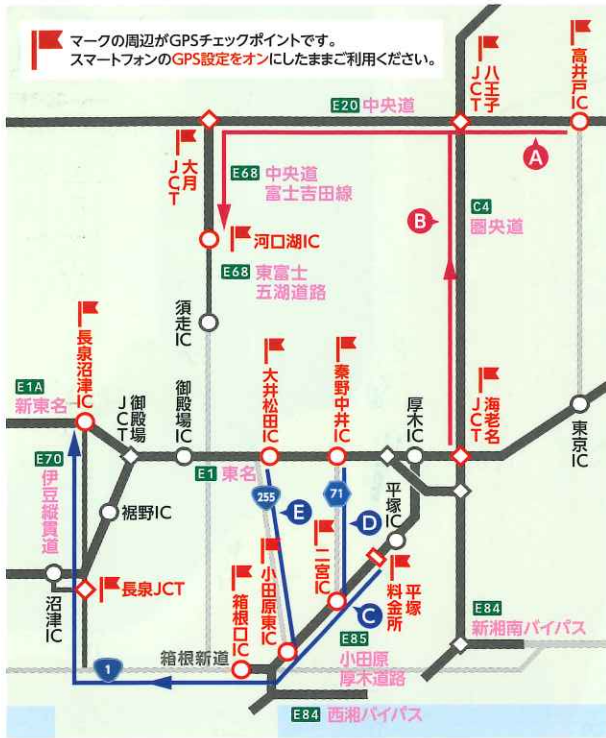 マークの周辺がGPSチェックポイントです。
スマートフォンのGPS設定をオンにしたままご利用ください。
八王子JCT
高井戸IC
E20 中央道
大月JCT
A
E68 中央道
富士吉田線
B
C4
圏央道
河口湖IC
E68 東富士
五湖道路
須走IC
長泉沼津IC
大井松田IC
秦野中井IC
海老名JCT
E1A
新東名
御殿場JCT
御殿場IC
厚木IC
東京IC
E70
伊豆縦貫道
E1 東名
255
71
E
D
平塚IC
裾野IC
二宮IC
小田原東IC
箱根口IC
C
平塚料金所
長泉JCT
沼津IC
E84
新湘南バイパス
E85
小田原
厚木道路
箱根新道
1
E84 西湘バイパス